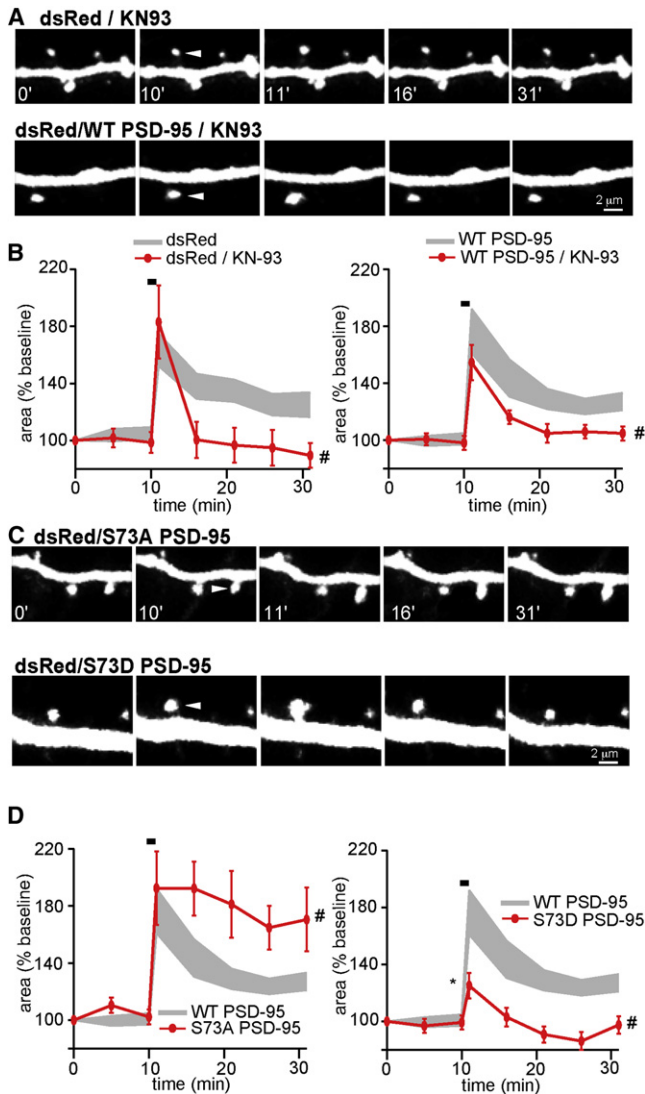 A dsRed / KN93
0' 10' 11' 16' 31'
dsRed/WT PSD-95 / KN93
2 μm
B
dsRed
dsRed / KN-93
area (% baseline)
220
180
140
100
0 10 20 30
time (min)
#
WT PSD-95
WT PSD-95 / KN-93
area (% baseline)
220
180
140
100
0 10 20 30
time (min)
#
C dsRed/S73A PSD-95
0' 10' 11' 16' 31'
dsRed/S73D PSD-95
2 μm
D
area (% baseline)
220
180
140
100
0 10 20 30
time (min)
#
WT PSD-95
S73A PSD-95
area (% baseline)
220
180
140
100
0 10 20 30
time (min)
WT PSD-95
S73D PSD-95
*
#